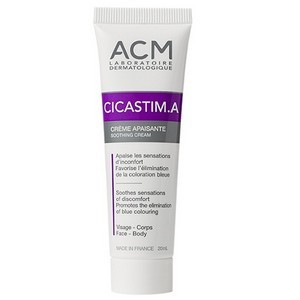 ACM
LABORATOIRE
DERMATOLOGIQUE
CICASTIM.A
CRÈME APAISANTE
SOOTHING CREAM
Apaise les sensations
d'inconfort
Favorise l'élimination
de la coloration bleue
Soothes sensations
of discomfort
Promotes the elimination
of blue colouring
Visage - Corps
Face - Body
MADE IN FRANCE 20ml